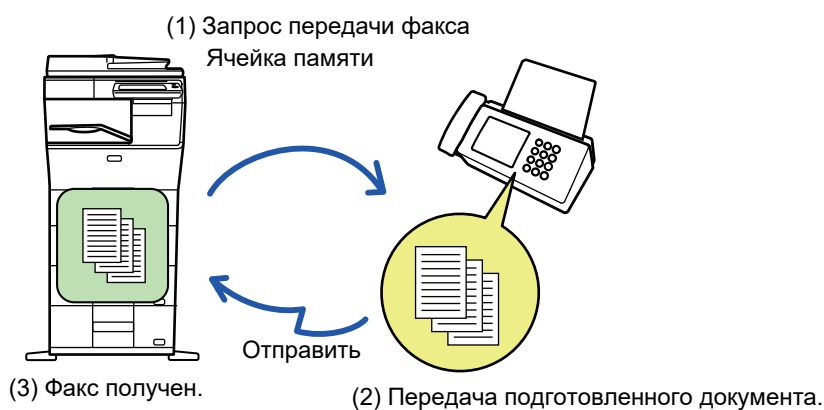 (1) Запрос передачи факса
Ячейка памяти
Отправить
(3) Факс получен.
(2) Передача подготовленного документа.